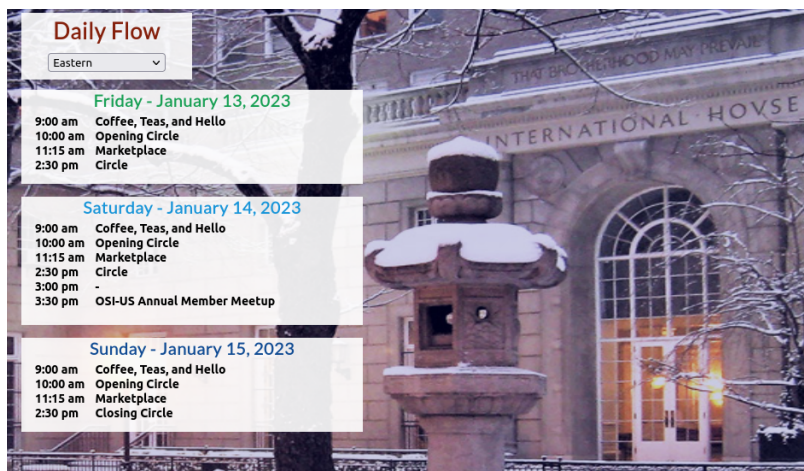 Daily Flow
Eastern
Friday - January 13, 2023
9:00 am Coffee, Teas, and Hello
10:00 am Opening Circle
11:15 am Marketplace
2:30 pm Circle
Saturday - January 14, 2023
9:00 am Coffee, Teas, and Hello
10:00 am Opening Circle
11:15 am Marketplace
2:30 pm Circle
3:00 pm -
3:30 pm OSI-US Annual Member Meetup
Sunday - January 15, 2023
9:00 am Coffee, Teas, and Hello
10:00 am Opening Circle
11:15 am Marketplace
2:30 pm Closing Circle
THAT BROTHERHOOD MAY PREVAIL
INTERNATIONAL · HOVSE